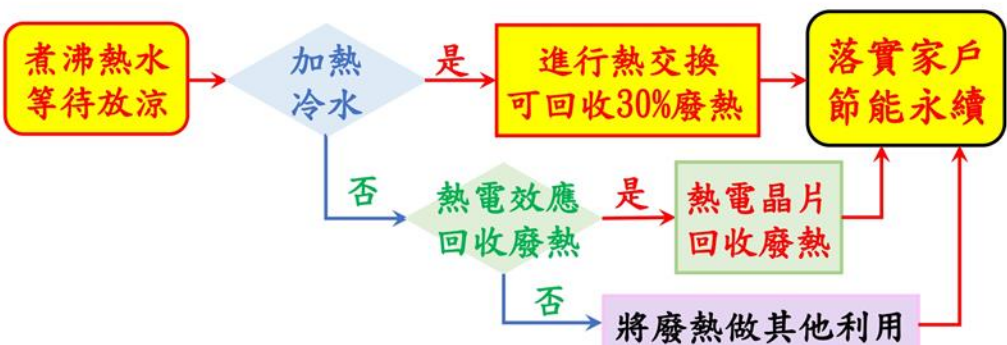 煮沸熱水
等待放涼
加熱
冷水
是
進行熱交換
可回收30%廢熱
落實家戶
節能永續
否
熱電效應
回收廢熱
是
熱電晶片
回收廢熱
否
將廢熱做其他利用